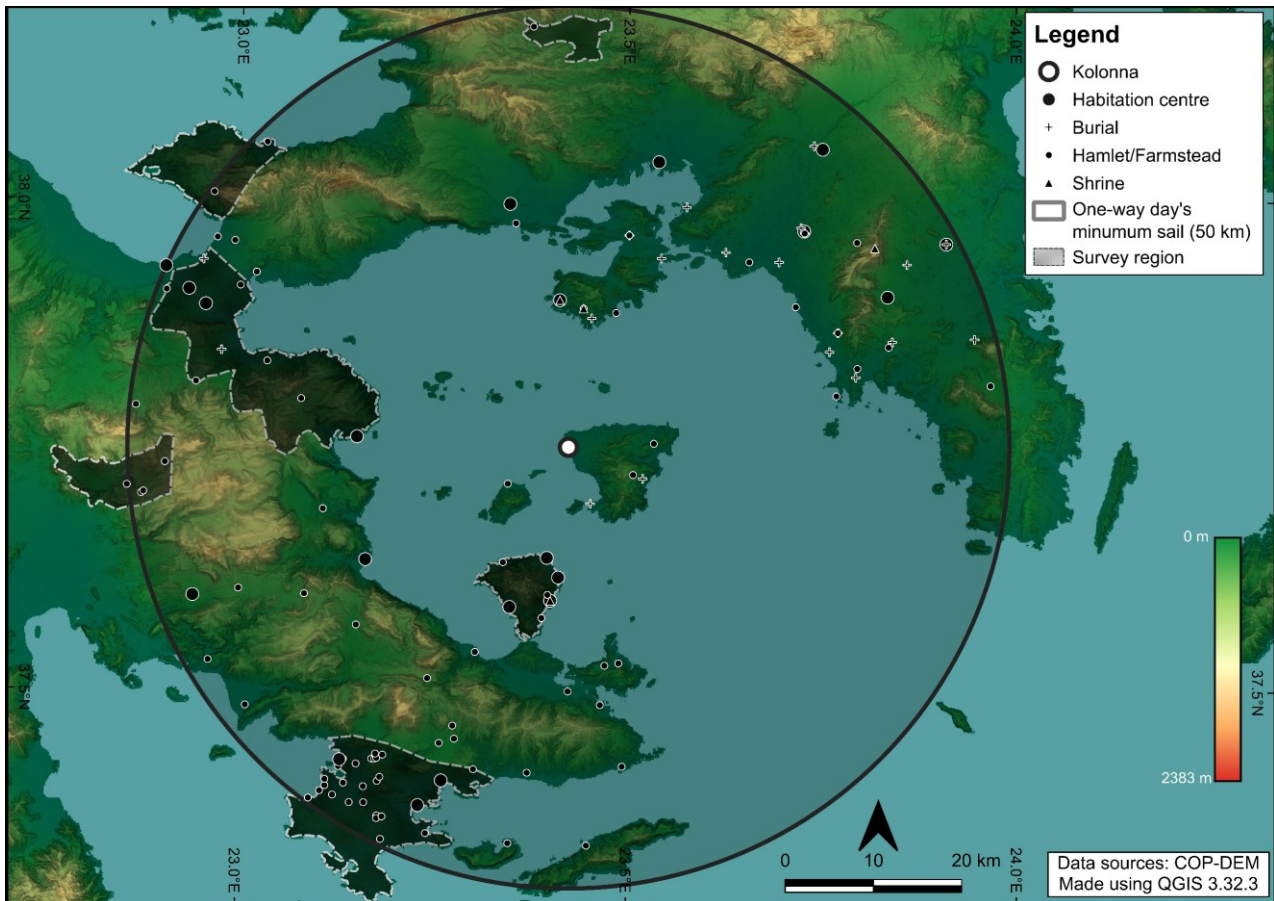 23.0°E
23.5°E
24.0°E
Legend
Kolonna
Habitation centre
Burial
Hamlet/Farmstead
Shrine
One-way day's
minumum sail (50 km)
Survey region
38.0°N
0 m
2383 m
37.5°N
37.5°N
23.0°E
23.5°E
24.0°E
0 10 20 km
Data sources: COP-DEM
Made using QGIS 3.32.3